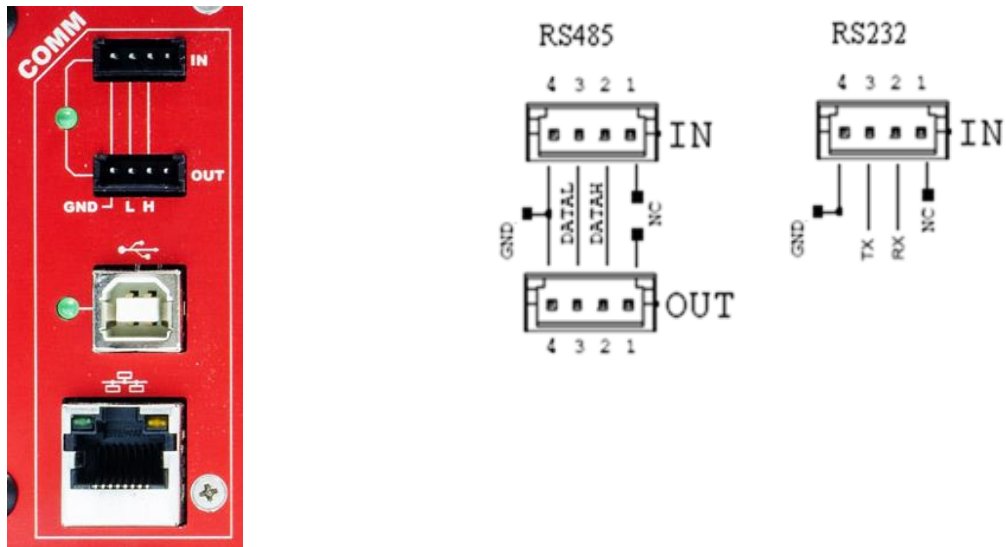 COMM
IN
OUT
GND L H
RS485
4 3 2 1
IN
GND
DATAL
DATAH
NC
OUT
4 3 2 1
RS232
4 3 2 1
IN
GND
TX
RX
NC